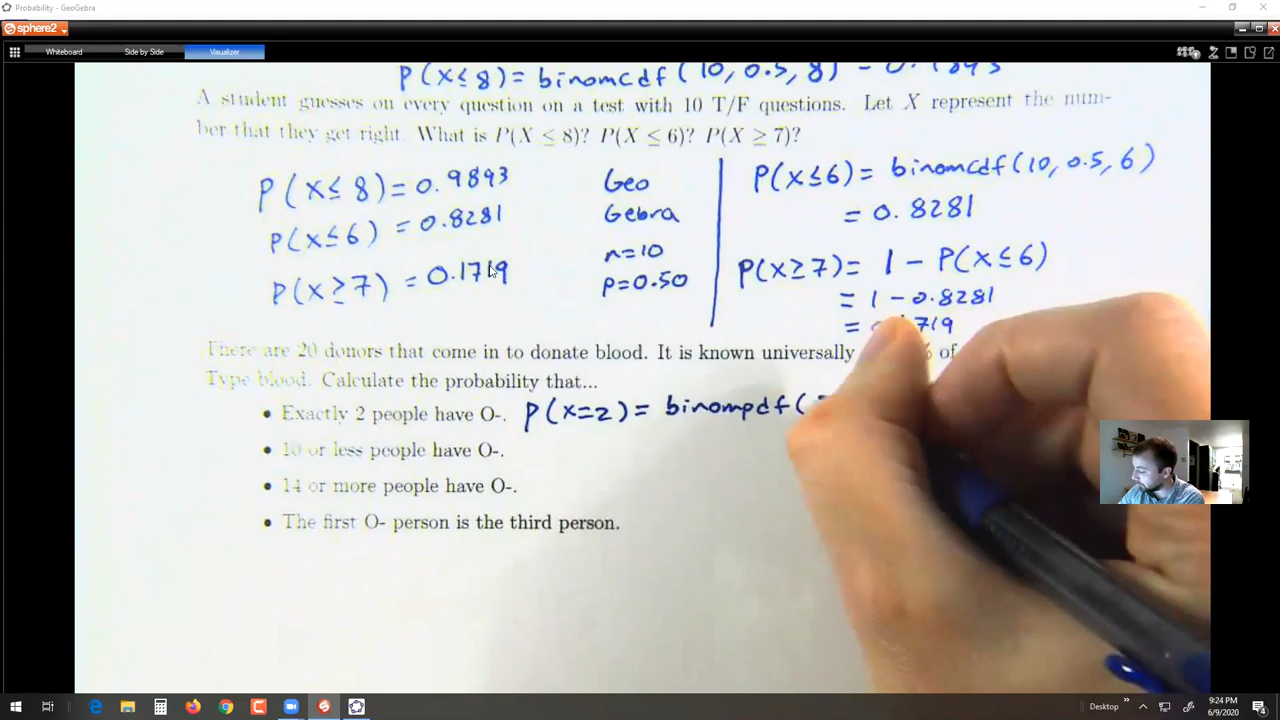 Probability - GeoGebra
sphere2
Whiteboard Side by Side Visualizer
P(X≤8) = binomcdf(10, 0.5, 8)
A student guesses on every question on a test with 10 T/F questions. Let X represent the num-
ber that they get right. What is P(X ≤ 8)? P(X ≤ 6)? P(X ≥ 7)?
P(X≤8) = 0.9893
P(X≤6) = 0.8281
P(X≥7) = 0.1719
Geo
Gebra
n=10
p=0.50
P(X≤6) = binomcdf(10, 0.5, 6)
= 0.8281
P(X≥7) = 1 - P(X≤6)
= 1 - 0.8281
= 719
There are 20 donors that come in to donate blood. It is known universally % of
Type blood. Calculate the probability that...
• Exactly 2 people have O-. P(X=2) = binompdf(
• 10 or less people have O-.
• 14 or more people have O-.
• The first O- person is the third person.
Desktop
9:24 PM
6/9/2020